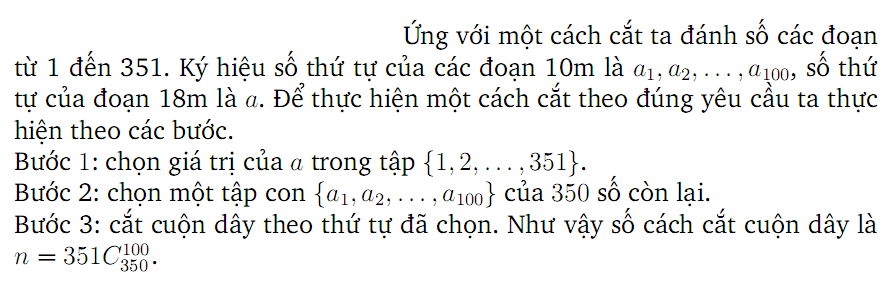 Ứng với một cách cắt ta đánh số các đoạn
từ 1 đến 351. Ký hiệu số thứ tự của các đoạn 10m là $a_1, a_2, \ldots, a_{100}$, số thứ
tự của đoạn 18m là $a$. Để thực hiện một cách cắt theo đúng yêu cầu ta thực
hiện theo các bước.
Bước 1: chọn giá trị của $a$ trong tập $\{1, 2, \ldots, 351\}$.
Bước 2: chọn một tập con $\{a_1, a_2, \ldots, a_{100}\}$ của 350 số còn lại.
Bước 3: cắt cuộn dây theo thứ tự đã chọn. Như vậy số cách cắt cuộn dây là
$n = 351C_{350}^{100}$.